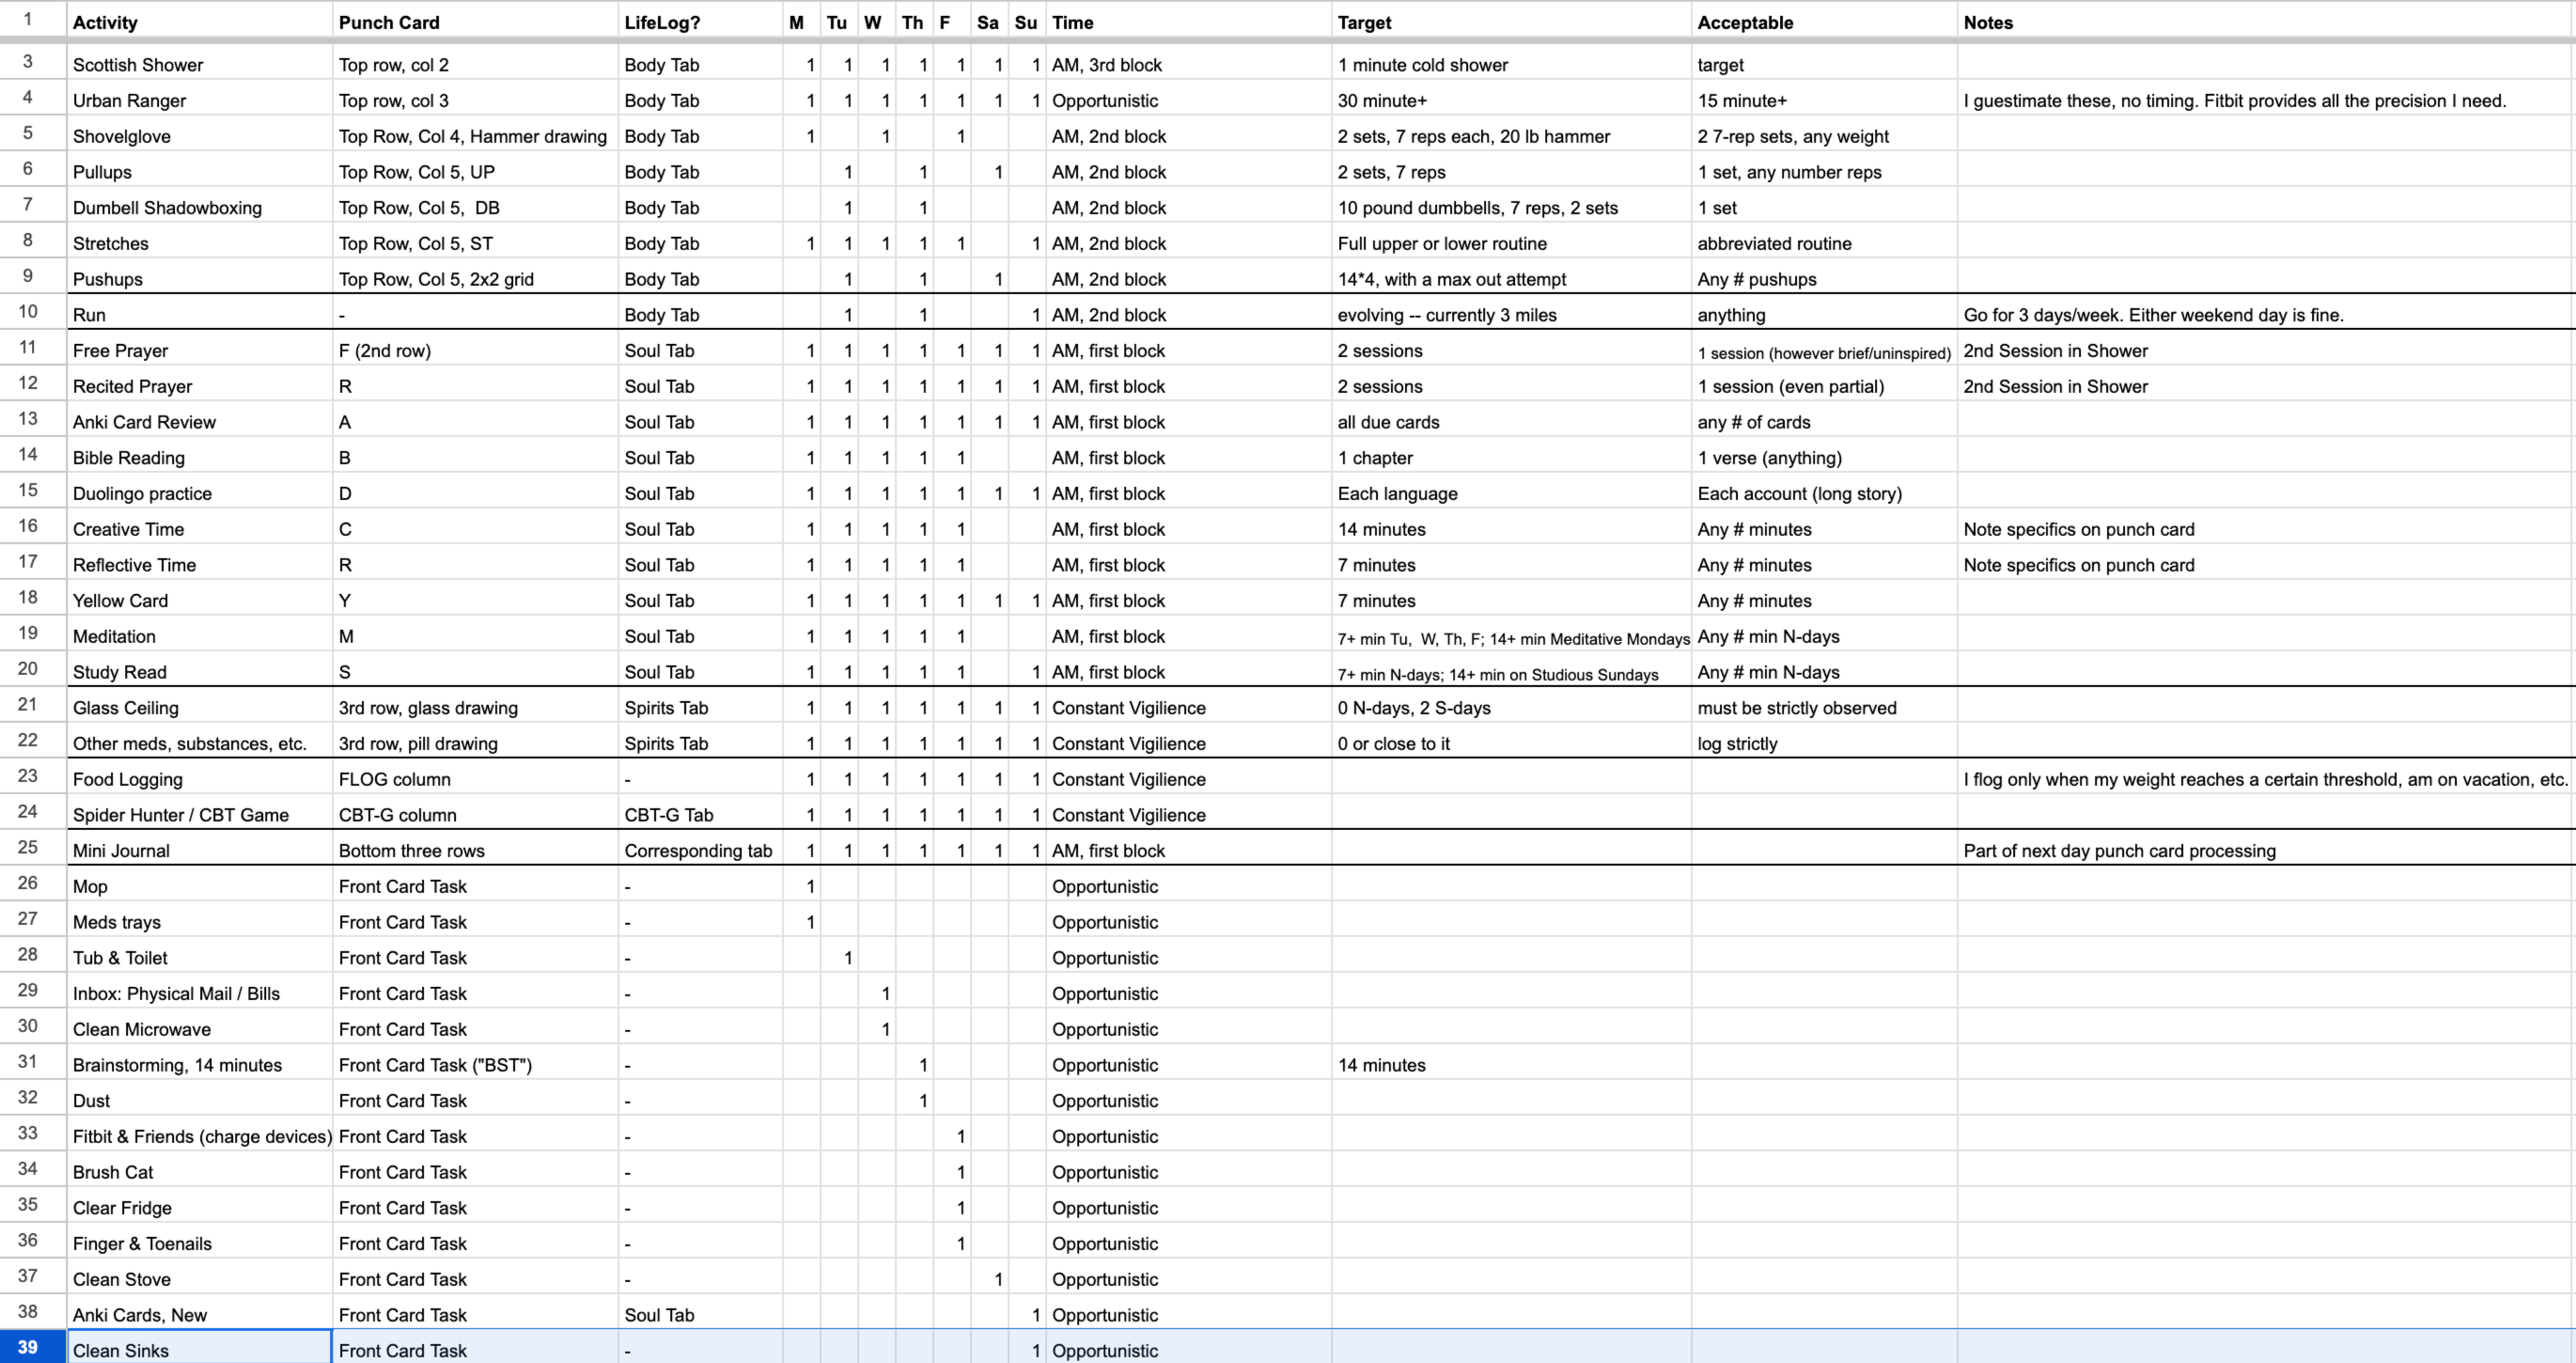 1 Activity Punch Card LifeLog? M Tu W Th F Sa Su Time Target Acceptable Notes
3 Scottish Shower Top row, col 2 Body Tab 1 1 1 1 1 1 1 AM, 3rd block 1 minute cold shower target
4 Urban Ranger Top row, col 3 Body Tab 1 1 1 1 1 1 1 Opportunistic 30 minute+ 15 minute+ I guestimate these, no timing. Fitbit provides all the precision I need.
5 Shovelglove Top Row, Col 4, Hammer drawing Body Tab 1 1 1 AM, 2nd block 2 sets, 7 reps each, 20 lb hammer 2 7-rep sets, any weight
6 Pullups Top Row, Col 5, UP Body Tab 1 1 1 AM, 2nd block 2 sets, 7 reps 1 set, any number reps
7 Dumbell Shadowboxing Top Row, Col 5, DB Body Tab 1 1 AM, 2nd block 10 pound dumbbells, 7 reps, 2 sets 1 set
8 Stretches Top Row, Col 5, ST Body Tab 1 1 1 1 1 1 AM, 2nd block Full upper or lower routine abbreviated routine
9 Pushups Top Row, Col 5, 2x2 grid Body Tab 1 1 1 AM, 2nd block 14*4, with a max out attempt Any # pushups
10 Run - Body Tab 1 1 1 AM, 2nd block evolving -- currently 3 miles anything Go for 3 days/week. Either weekend day is fine.
11 Free Prayer F (2nd row) Soul Tab 1 1 1 1 1 1 1 AM, first block 2 sessions 1 session (however brief/uninspired) 2nd Session in Shower
12 Recited Prayer R Soul Tab 1 1 1 1 1 1 1 AM, first block 2 sessions 1 session (even partial) 2nd Session in Shower
13 Anki Card Review A Soul Tab 1 1 1 1 1 1 1 AM, first block all due cards any # of cards
14 Bible Reading B Soul Tab 1 1 1 1 1 AM, first block 1 chapter 1 verse (anything)
15 Duolingo practice D Soul Tab 1 1 1 1 1 1 1 AM, first block Each language Each account (long story)
16 Creative Time C Soul Tab 1 1 1 1 1 AM, first block 14 minutes Any # minutes Note specifics on punch card
17 Reflective Time R Soul Tab 1 1 1 1 1 AM, first block 7 minutes Any # minutes Note specifics on punch card
18 Yellow Card Y Soul Tab 1 1 1 1 1 1 1 AM, first block 7 minutes Any # minutes
19 Meditation M Soul Tab 1 1 1 1 1 AM, first block 7+ min Tu, W, Th, F; 14+ min Meditative Mondays Any # min N-days
20 Study Read S Soul Tab 1 1 1 1 1 1 AM, first block 7+ min N-days; 14+ min on Studious Sundays Any # min N-days
21 Glass Ceiling 3rd row, glass drawing Spirits Tab 1 1 1 1 1 1 1 Constant Vigilience 0 N-days, 2 S-days must be strictly observed
22 Other meds, substances, etc. 3rd row, pill drawing Spirits Tab 1 1 1 1 1 1 1 Constant Vigilience 0 or close to it log strictly
23 Food Logging FLOG column - 1 1 1 1 1 1 1 Constant Vigilience I flog only when my weight reaches a certain threshold, am on vacation, etc.
24 Spider Hunter / CBT Game CBT-G column CBT-G Tab 1 1 1 1 1 1 1 Constant Vigilience
25 Mini Journal Bottom three rows Corresponding tab 1 1 1 1 1 1 1 AM, first block Part of next day punch card processing
26 Mop Front Card Task - 1 Opportunistic
27 Meds trays Front Card Task - 1 Opportunistic
28 Tub & Toilet Front Card Task - 1 Opportunistic
29 Inbox: Physical Mail / Bills Front Card Task - 1 Opportunistic
30 Clean Microwave Front Card Task - 1 Opportunistic
31 Brainstorming, 14 minutes Front Card Task ("BST") - 1 Opportunistic 14 minutes
32 Dust Front Card Task - 1 Opportunistic
33 Fitbit & Friends (charge devices) Front Card Task - 1 Opportunistic
34 Brush Cat Front Card Task - 1 Opportunistic
35 Clear Fridge Front Card Task - 1 Opportunistic
36 Finger & Toenails Front Card Task - 1 Opportunistic
37 Clean Stove Front Card Task - 1 Opportunistic
38 Anki Cards, New Front Card Task Soul Tab 1 Opportunistic
39 Clean Sinks Front Card Task - 1 Opportunistic